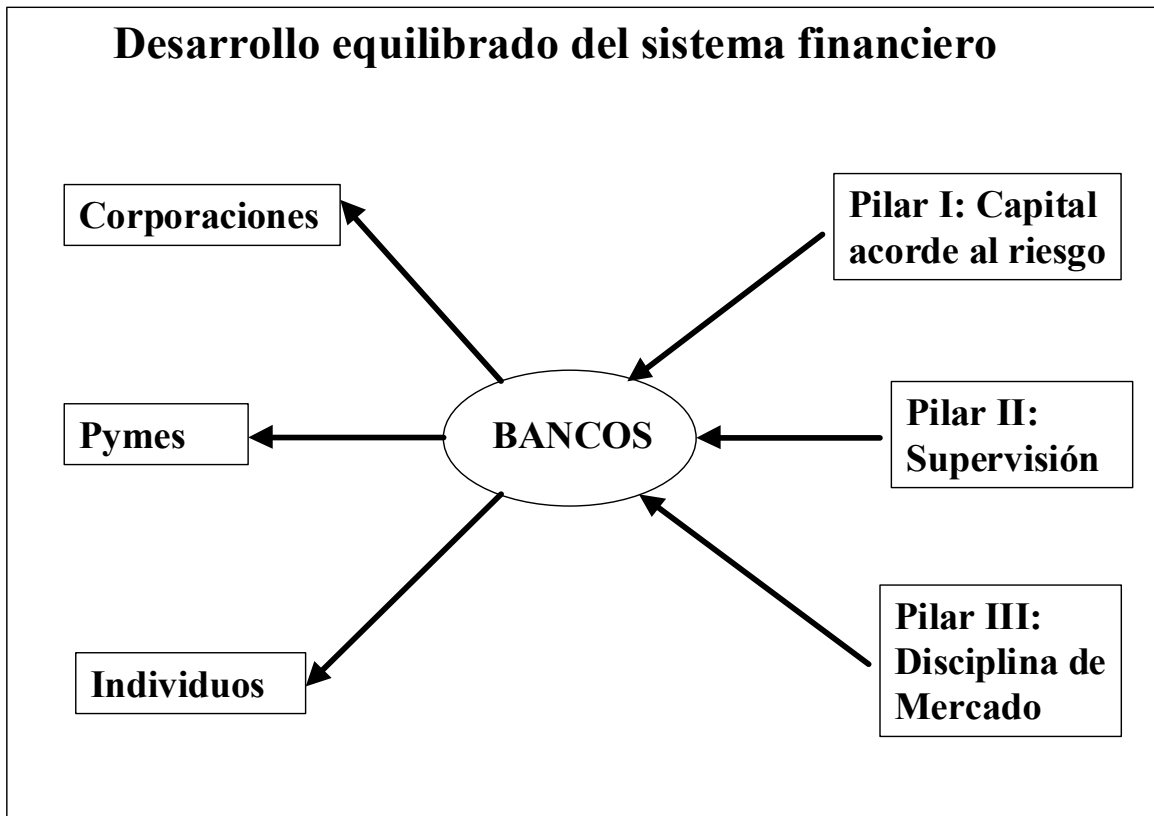 Desarrollo equilibrado del sistema financiero
Corporaciones
Pilar I: Capital
acorde al riesgo
Pymes
BANCOS
Pilar II:
Supervisión
Individuos
Pilar III:
Disciplina de
Mercado